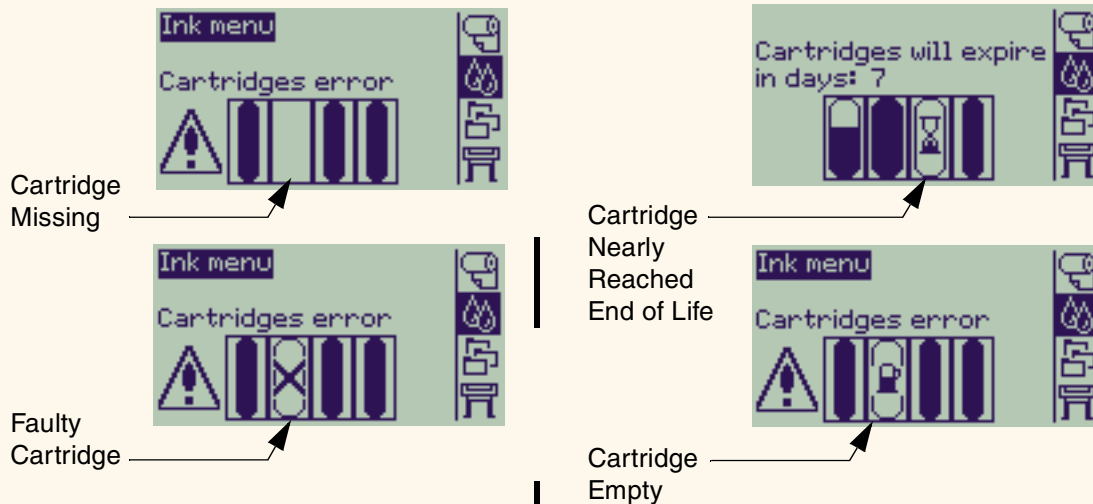 Ink menu
Cartridges error
Cartridge
Missing
Cartridges will expire
in days: 7
Cartridge
Nearly
Reached
End of Life
Ink menu
Cartridges error
Faulty
Cartridge
Ink menu
Cartridges error
Cartridge
Empty